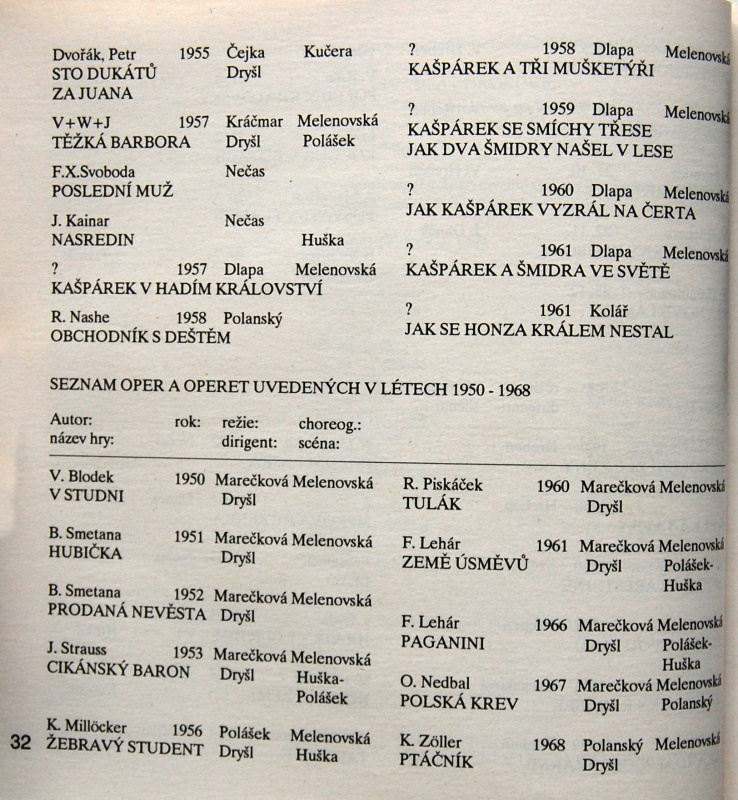 Dvořák, Petr 1955 Čejka Kučera
STO DUKÁTŮ Dryšl
ZA JUANA
V+W+J 1957 Kráčmar Melenovská
TĚŽKÁ BARBORA Dryšl Polášek
F.X.Svoboda Nečas
POSLEDNÍ MUŽ
J. Kainar Nečas
NASREDIN Huška
? 1957 Dlapa Melenovská
KAŠPÁREK V HADÍM KRÁLOVSTVÍ
R. Nashe 1958 Polanský
OBCHODNÍK S DEŠTĚM
? 1958 Dlapa Melenovská
KAŠPÁREK A TŘI MUŠKETÝŘI
? 1959 Dlapa Melenovská
KAŠPÁREK SE SMÍCHY TŘESE
JAK DVA ŠMIDRY NAŠEL V LESE
? 1960 Dlapa Melenovská
JAK KAŠPÁREK VYZRÁL NA ČERTA
? 1961 Dlapa Melenovská
KAŠPÁREK A ŠMIDRA VE SVĚTĚ
? 1961 Kolář
JAK SE HONZA KRÁLEM NESTAL
SEZNAM OPER A OPERET UVEDENÝCH V LÉTECH 1950 - 1968
Autor: rok: režie: choreog.:
název hry: dirigent: scéna:
V. Blodek 1950 Marečková Melenovská
V STUDNI Dryšl
B. Smetana 1951 Marečková Melenovská
HUBIČKA Dryšl
B. Smetana 1952 Marečková Melenovská
PRODANÁ NEVĚSTA Dryšl
J. Strauss 1953 Marečková Melenovská
CIKÁNSKÝ BARON Dryšl Huška-
Polášek
K. Millöcker 1956 Polášek Melenovská
ŽEBRAVÝ STUDENT Dryšl Huška
R. Piskáček 1960 Marečková Melenovská
TULÁK Dryšl
F. Lehár 1961 Marečková Melenovská
ZEMĚ ÚSMĚVŮ Dryšl Polášek-
Huška
F. Lehár 1966 Marečková Melenovská
PAGANINI Dryšl Polášek-
Huška
O. Nedbal 1967 Marečková Melenovská
POLSKÁ KREV Dryšl Polanský
K. Zöller 1968 Polanský Melenovská
PTÁČNÍK Dryšl
32